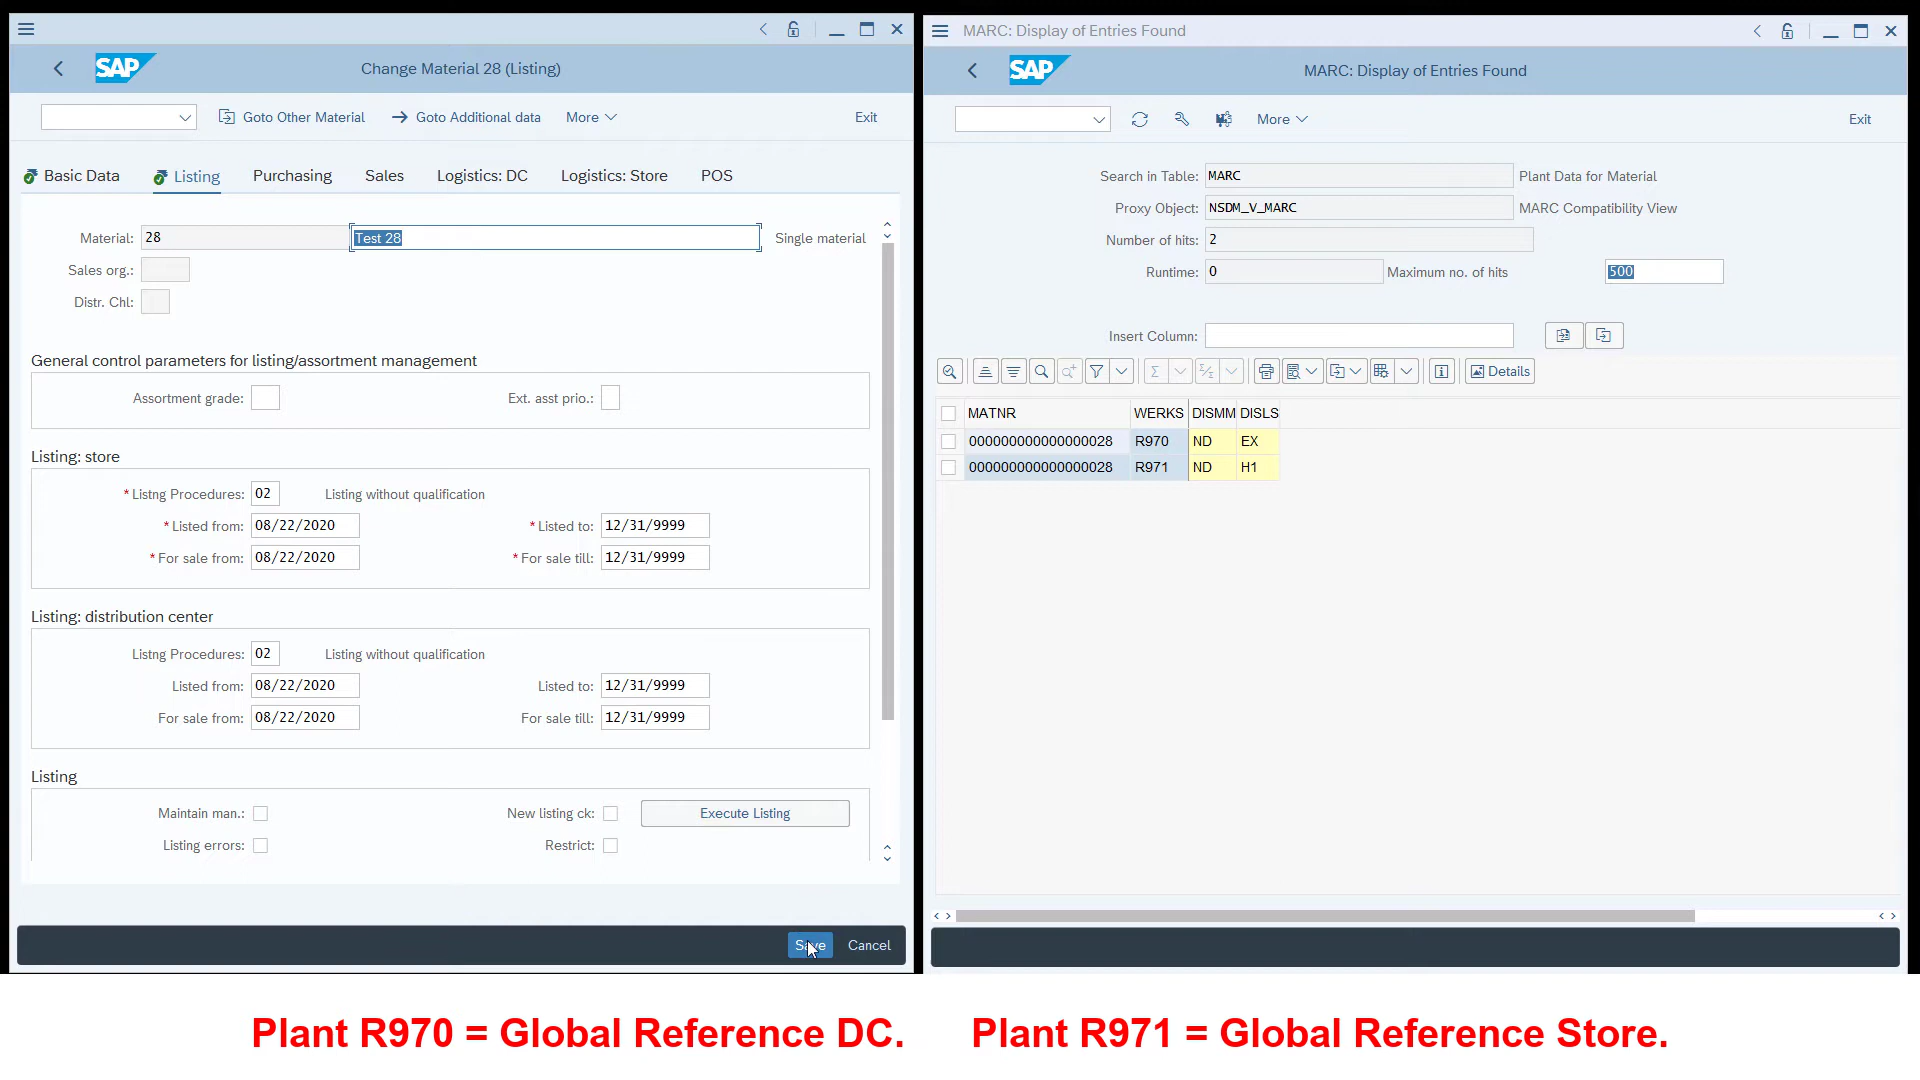 SAP
Change Material 28 (Listing)
Goto Other Material
Goto Additional data
More
Exit
Basic Data
Listing
Purchasing
Sales
Logistics: DC
Logistics: Store
POS
Material: 28
Test 28
Single material
Sales org.:
Distr. Chl:
General control parameters for listing/assortment management
Assortment grade:
Ext. asst prio.:
Listing: store
* Listng Procedures: 02
Listing without qualification
* Listed from: 08/22/2020
* Listed to: 12/31/9999
* For sale from: 08/22/2020
* For sale till: 12/31/9999
Listing: distribution center
Listng Procedures: 02
Listing without qualification
Listed from: 08/22/2020
Listed to: 12/31/9999
For sale from: 08/22/2020
For sale till: 12/31/9999
Listing
Maintain man.:
New listing ck:
Execute Listing
Listing errors:
Restrict:
Save
Cancel
MARC: Display of Entries Found
SAP
MARC: Display of Entries Found
More
Exit
Search in Table: MARC
Plant Data for Material
Proxy Object: NSDM_V_MARC
MARC Compatibility View
Number of hits: 2
Runtime: 0
Maximum no. of hits 500
Insert Column:
Details
MATNR WERKS DISMM DISLS
000000000000000028 R970 ND EX
000000000000000028 R971 ND H1
Plant R970 = Global Reference DC.
Plant R971 = Global Reference Store.